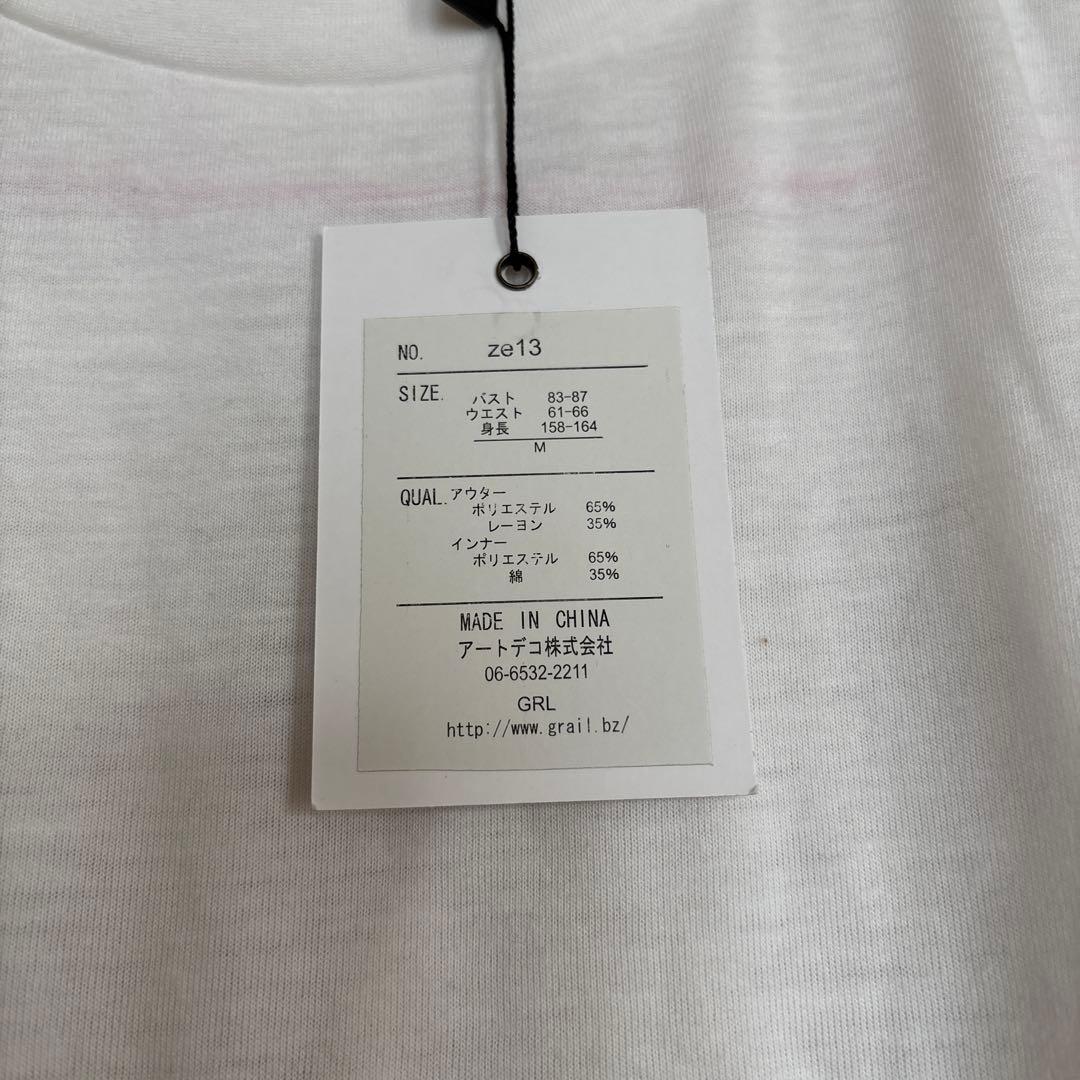 NO. ze13
SIZE. バスト 83-87
ウエスト 61-66
身長 158-164
M
QUAL. アウター
ポリエステル 65%
レーヨン 35%
インナー
ポリエステル 65%
綿 35%
MADE IN CHINA
アートデコ株式会社
06-6532-2211
GRL
http://www.grail.bz/